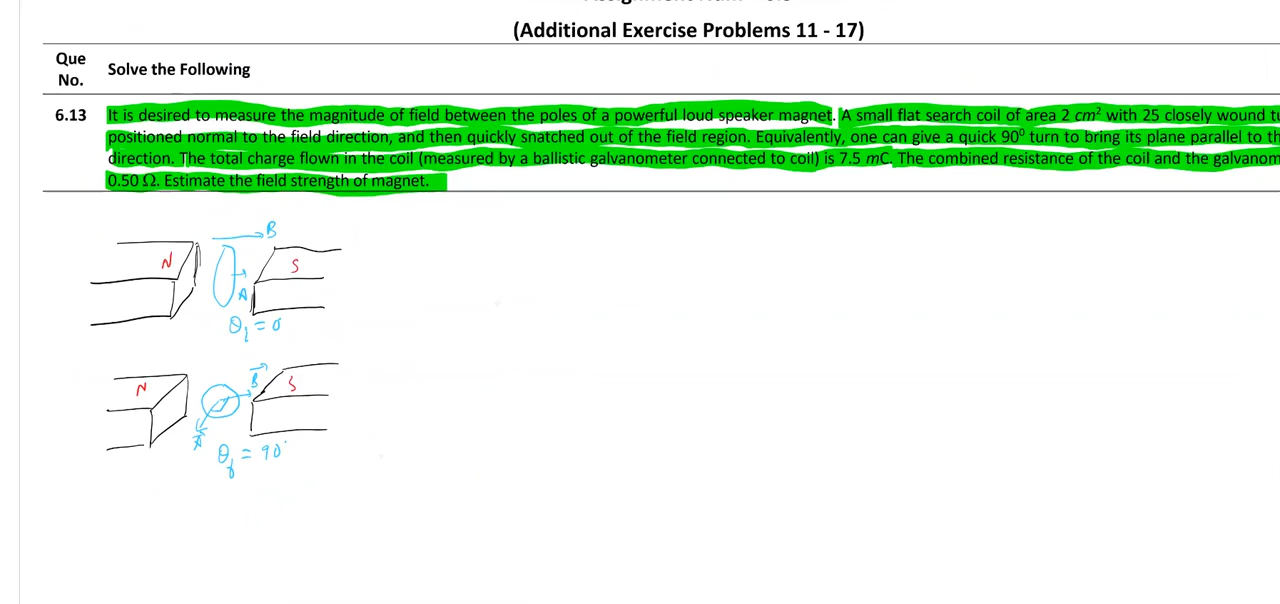 (Additional Exercise Problems 11 - 17)
Que
No.
Solve the Following
6.13
It is desired to measure the magnitude of field between the poles of a powerful loud speaker magnet. A small flat search coil of area 2 cm² with 25 closely wound
positioned normal to the field direction, and then quickly snatched out of the field region. Equivalently, one can give a quick 90⁰ turn to bring its plane parallel to
direction. The total charge flown in the coil (measured by a ballistic galvanometer connected to coil) is 7.5 mC. The combined resistance of the coil and the
0.50 Ω. Estimate the field strength of magnet.
B
N
S
A
θi = 0
N
B
S
A
θf = 90°